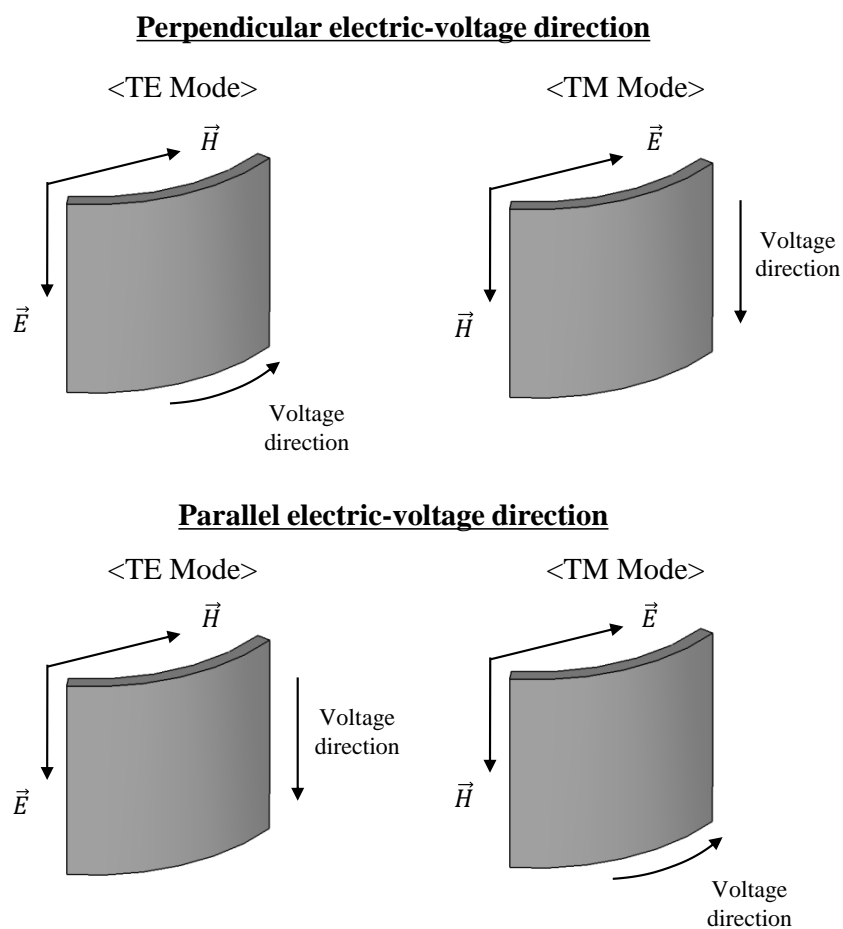 Perpendicular electric-voltage direction
<TE Mode>
<TM Mode>
H⃗
E⃗
E⃗
H⃗
Voltage
direction
Voltage
direction
Parallel electric-voltage direction
<TE Mode>
<TM Mode>
H⃗
E⃗
E⃗
H⃗
Voltage
direction
Voltage
direction